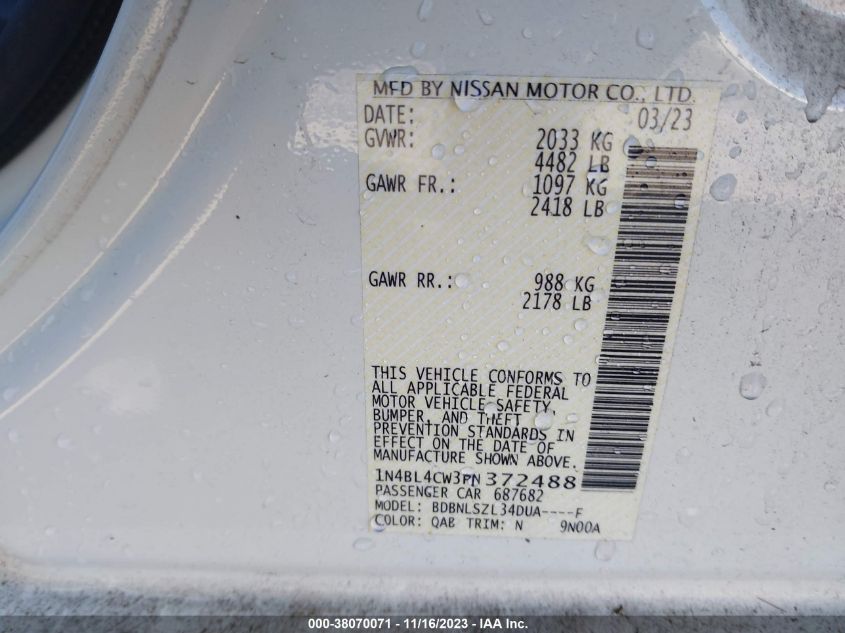 MFD BY NISSAN MOTOR CO., LTD.
DATE: 03/23
GVWR: 2033 KG
4482 LB
GAWR FR.: 1097 KG
2418 LB
GAWR RR.: 988 KG
2178 LB
THIS VEHICLE CONFORMS TO
ALL APPLICABLE FEDERAL
MOTOR VEHICLE SAFETY,
BUMPER, AND THEFT
PREVENTION STANDARDS IN
EFFECT ON THE DATE OF
MANUFACTURE SHOWN ABOVE.
1N4BL4CW3PN372488
PASSENGER CAR 687682
MODEL: BDBNLSZL34DUA----F
COLOR: QAB TRIM: N 9N00A
000-38070071 - 11/16/2023 - IAA Inc.